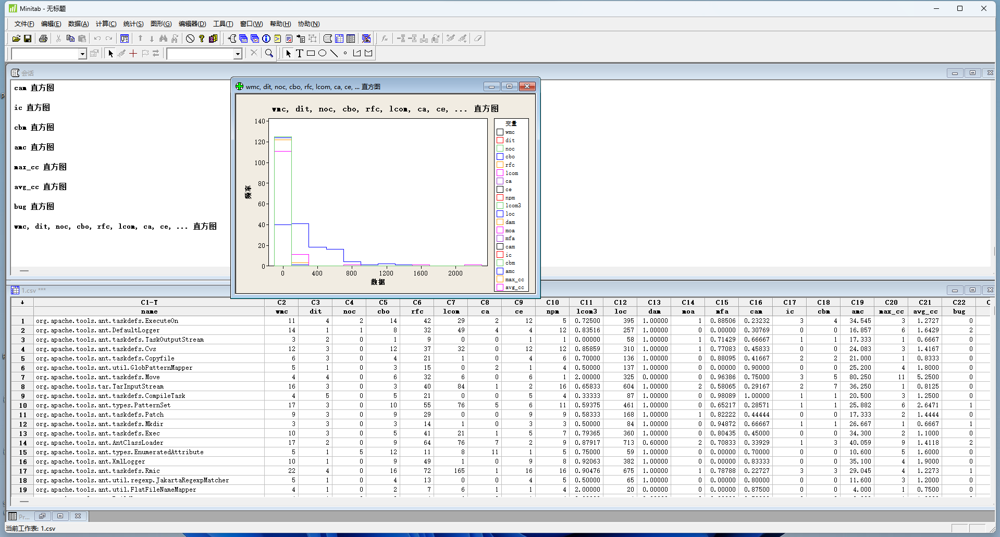 Minitab - 无标题
文件(F) 编辑(E) 数据(A) 计算(C) 统计(S) 图形(G) 编辑器(D) 工具(T) 窗口(W) 帮助(H) 协助(N)
会话
cam 直方图
ic 直方图
cbm 直方图
amc 直方图
max_cc 直方图
avg_cc 直方图
bug 直方图
wmc, dit, noc, cbo, rfc, lcom, ca, ce, ... 直方图
wmc, dit, noc, cbo, rfc, lcom, ca, ce, ... 直方图
wmc, dit, noc, cbo, rfc, lcom, ca, ce, ... 直方图
140
120
100
80
60
40
20
0
频率
0 400 800 1200 1600 2000
数据
变量
wmc
dit
noc
cbo
rfc
lcom
ca
ce
npm
lcom3
loc
dam
moa
mfa
cam
ic
cbm
amc
max_cc
avg_cc
1.csv ***
C1-T C2 C3 C4 C5 C6 C7 C8 C9 C10 C11 C12 C13 C14 C15 C16 C17 C18 C19 C20 C21 C22 C
name wmc dit noc cbo rfc lcom ca ce npm lcom3 loc dam moa mfa cam ic cbm amc max_cc avg_cc bug
1 org.apache.tools.ant.taskdefs.ExecuteOn 11 4 2 14 42 29 2 12 5 0.72500 395 1.00000 1 0.88506 0.23232 3 4 34.545 3 1.2727 0
2 org.apache.tools.ant.DefaultLogger 14 1 1 8 32 49 4 4 12 0.83516 257 1.00000 0 0.00000 0.30769 0 0 16.857 6 1.6429 2
3 org.apache.tools.ant.taskdefs.TaskOutputStream 3 2 0 1 9 0 0 1 1 0.00000 58 1.00000 1 0.71429 0.66667 1 1 17.333 1 0.6667 0
4 org.apache.tools.ant.taskdefs.Cvs 12 3 0 12 37 32 0 12 12 0.85859 310 1.00000 1 0.77083 0.45833 0 0 24.083 3 1.4167 0
5 org.apache.tools.ant.taskdefs.Copyfile 6 3 0 4 21 1 0 4 6 0.70000 136 1.00000 0 0.88095 0.41667 2 2 21.000 1 0.8333 0
6 org.apache.tools.ant.util.GlobPatternMapper 5 1 0 3 15 0 2 1 4 0.50000 137 1.00000 0 0.00000 0.90000 0 0 25.200 4 1.8000 0
7 org.apache.tools.ant.taskdefs.Move 4 4 0 6 32 6 0 6 1 2.00000 325 0.00000 0 0.96386 0.75000 3 5 80.250 11 5.2500 0
8 org.apache.tools.tar.TarInputStream 16 3 0 3 40 84 1 2 16 0.65833 604 1.00000 2 0.58065 0.29167 2 7 36.250 1 0.8125 0
9 org.apache.tools.ant.taskdefs.CompileTask 4 5 0 5 21 0 0 5 4 0.33333 87 1.00000 0 0.98089 1.00000 1 1 20.500 3 1.2500 0
10 org.apache.tools.ant.types.PatternSet 17 3 0 10 55 76 5 6 11 0.59375 461 1.00000 0 0.65217 0.28571 1 1 25.882 6 2.6471 1
11 org.apache.tools.ant.taskdefs.Patch 9 3 0 9 29 0 0 9 9 0.58333 168 1.00000 1 0.82222 0.44444 0 0 17.333 2 1.4444 0
12 org.apache.tools.ant.taskdefs.Mkdir 3 3 0 3 14 1 0 3 3 0.50000 84 1.00000 0 0.94872 0.66667 1 1 26.667 1 0.6667 1
13 org.apache.tools.ant.taskdefs.Exec 10 3 0 5 41 21 1 5 7 0.79365 360 1.00000 0 0.80435 0.45000 0 0 34.300 2 1.1000 0
14 org.apache.tools.ant.AntClassLoader 17 2 0 9 64 76 7 2 9 0.87917 713 0.60000 2 0.70833 0.33929 1 3 40.059 9 1.4118 2
15 org.apache.tools.ant.types.EnumeratedAttribute 5 1 5 12 11 8 11 1 5 0.75000 59 1.00000 0 0.00000 0.70000 0 0 10.600 5 1.6000 0
16 org.apache.tools.ant.XmlLogger 10 1 0 9 49 1 0 9 8 0.92063 382 1.00000 0 0.00000 0.83333 0 0 35.100 4 1.9000 0
17 org.apache.tools.ant.taskdefs.Rmic 22 4 0 16 72 165 1 16 16 0.90476 675 1.00000 1 0.78788 0.22727 3 3 29.045 4 1.2273 1
18 org.apache.tools.ant.util.regexp.JakartaRegexpMatcher 5 1 0 4 13 0 0 4 5 0.50000 65 1.00000 0 0.00000 0.80000 0 0 11.600 3 1.2000 0
19 org.apache.tools.ant.util.FlatFileNameMapper 4 1 0 2 7 6 1 1 4 2.00000 20 0.00000 0 0.00000 0.87500 0 0 4.000 1 0.7500 0
Pr...
当前工作表: 1.csv